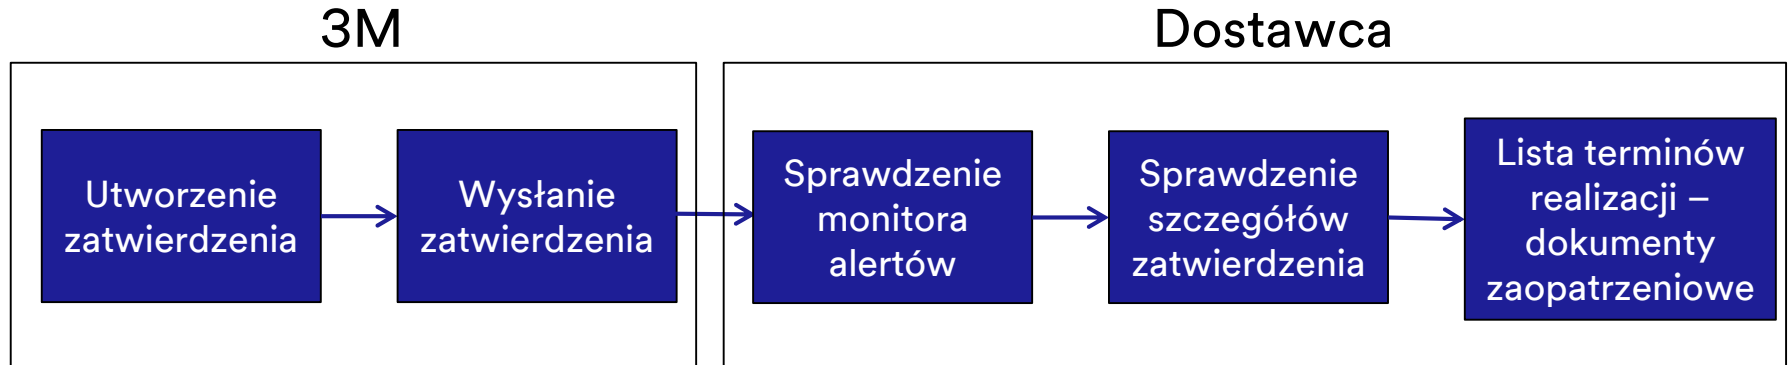 3M
Dostawca
Utworzenie
zatwierdzenia
Wysłanie
zatwierdzenia
Sprawdzenie
monitora
alertów
Sprawdzenie
szczegółów
zatwierdzenia
Lista terminów
realizacji –
dokumenty
zaopatrzeniowe